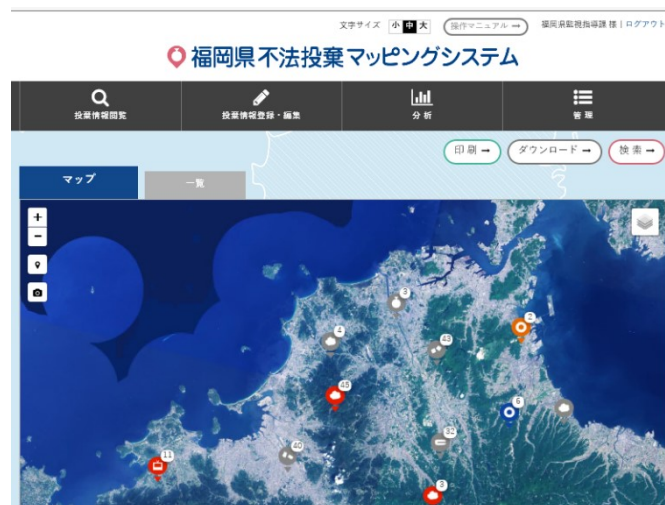 文字サイズ 小 中 大 操作マニュアル → 福岡県監視指導課 様 | ログアウト
福岡県 不法投棄 マッピングシステム
投棄情報閲覧 投棄情報登録・編集 分析 管理
印刷 → ダウンロード → 検索 →
マップ 一覧
+
−
3
2
4
43
45
6
32
40
11
3